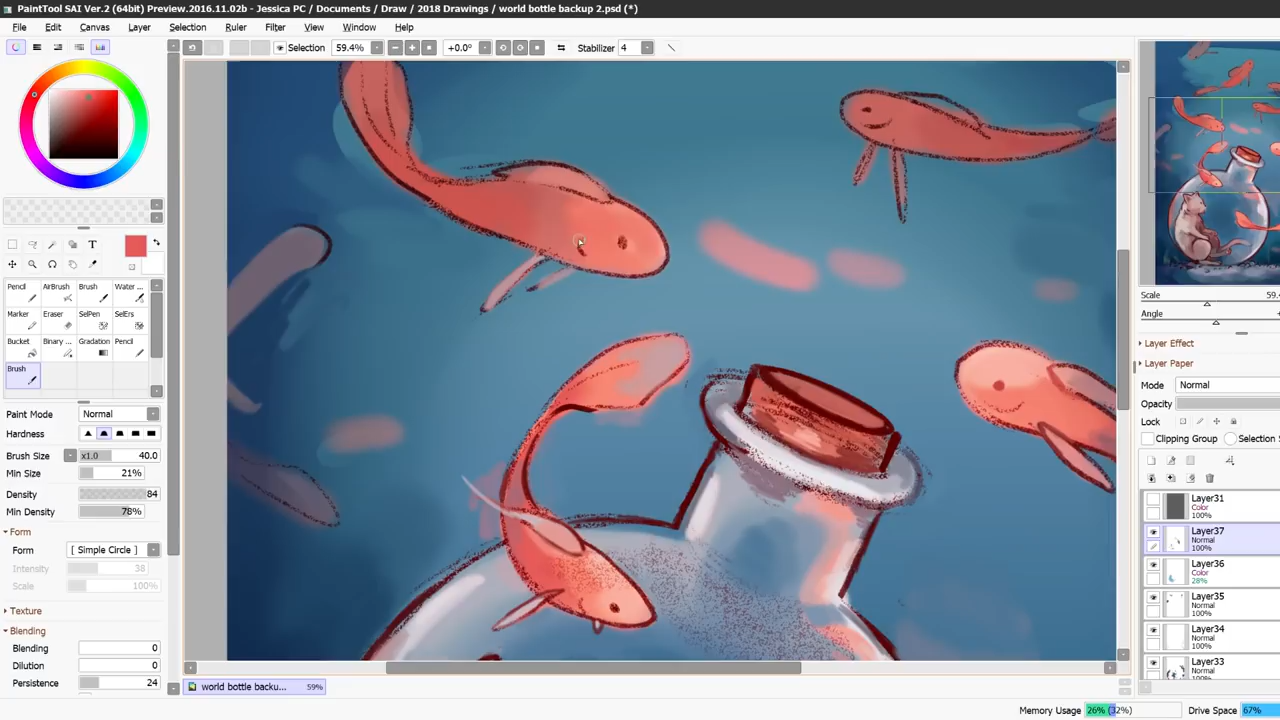 PaintTool SAI Ver.2 (64bit) Preview.2016.11.02b - Jessica PC / Documents / Draw / 2018 Drawings / world bottle backup 2.psd (*)
File Edit Canvas Layer Selection Ruler Filter View Window Help
Selection 59.4% +0.0° Stabilizer 4
T
Pencil AirBrush Brush Water ...
Marker Eraser SelPen SelErs
Bucket Binary ... Gradation Pencil
Brush
Paint Mode Normal
Hardness
Brush Size x1.0 40.0
Min Size 21%
Density 84
Min Density 78%
Form
Form [ Simple Circle ]
Intensity 38
Scale 100%
Texture
Blending
Blending 0
Dilution 0
Persistence 24
Scale 59.
Angle +
Layer Effect
Layer Paper
Mode Normal
Opacity
Lock
Clipping Group Selection
Layer31
Color
100%
Layer37
Normal
100%
Layer36
Color
28%
Layer35
Normal
100%
Layer34
Normal
100%
Layer33
Normal
100%
world bottle backu... 59%
Memory Usage 26% (32%) Drive Space 67%